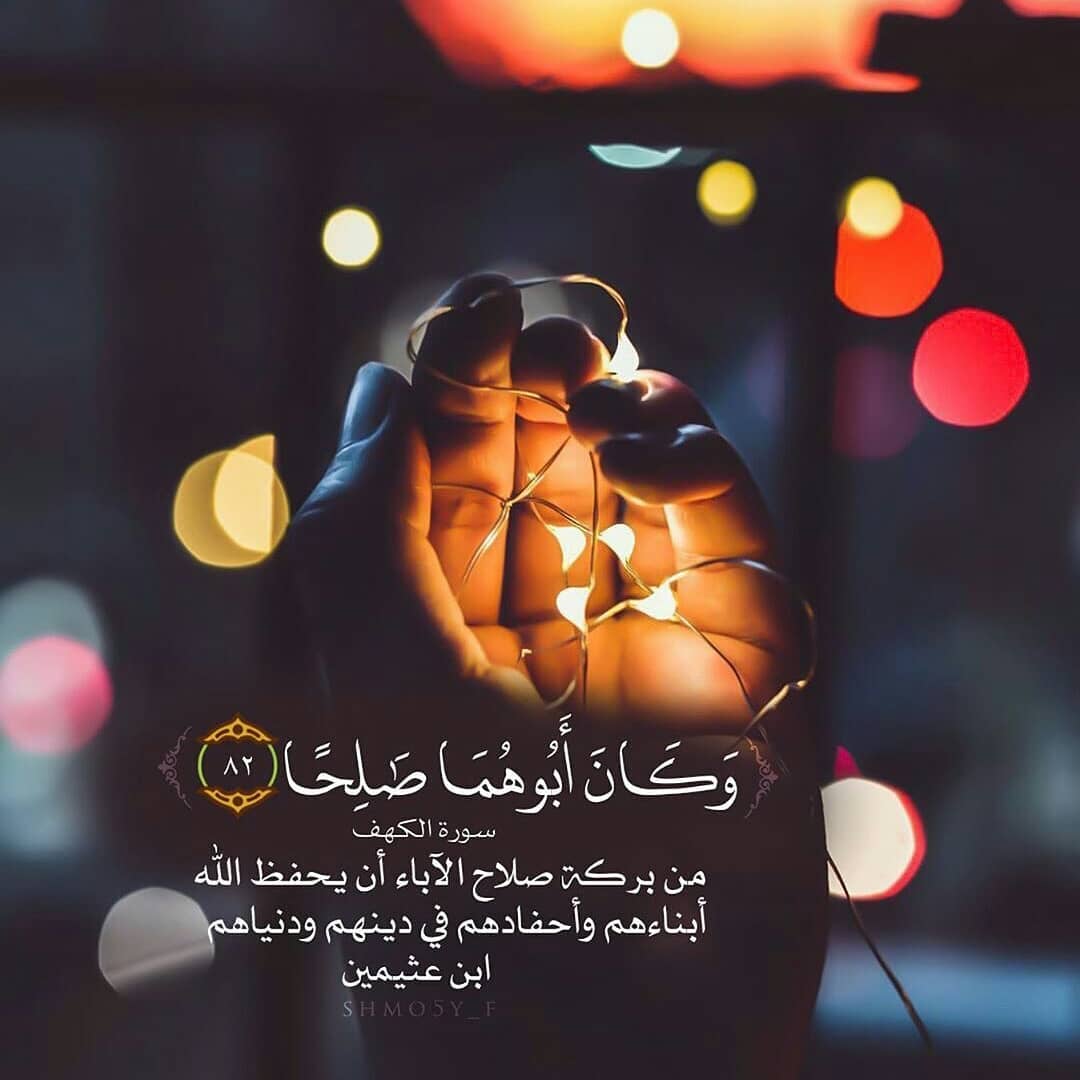 وَكَانَ أَبُوهُمَا صَٰلِحًا ٨٢
سورة الكهف
من بركة صلاح الآباء أن يحفظ الله
أبناءهم وأحفادهم في دينهم ودنياهم
ابن عثيمين
SHMO5Y_F